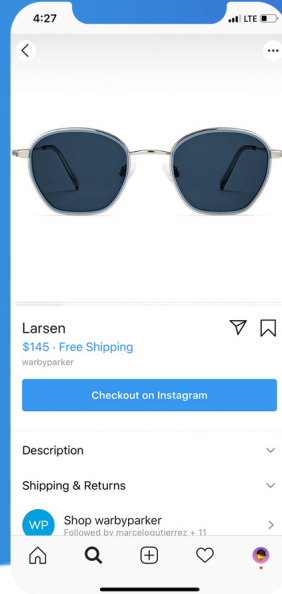 4:27
LTE
Larsen
$145 · Free Shipping
warbyparker
Checkout on Instagram
Description
Shipping & Returns
WP
Shop warbyparker
Followed by marcelogutierrez + 11